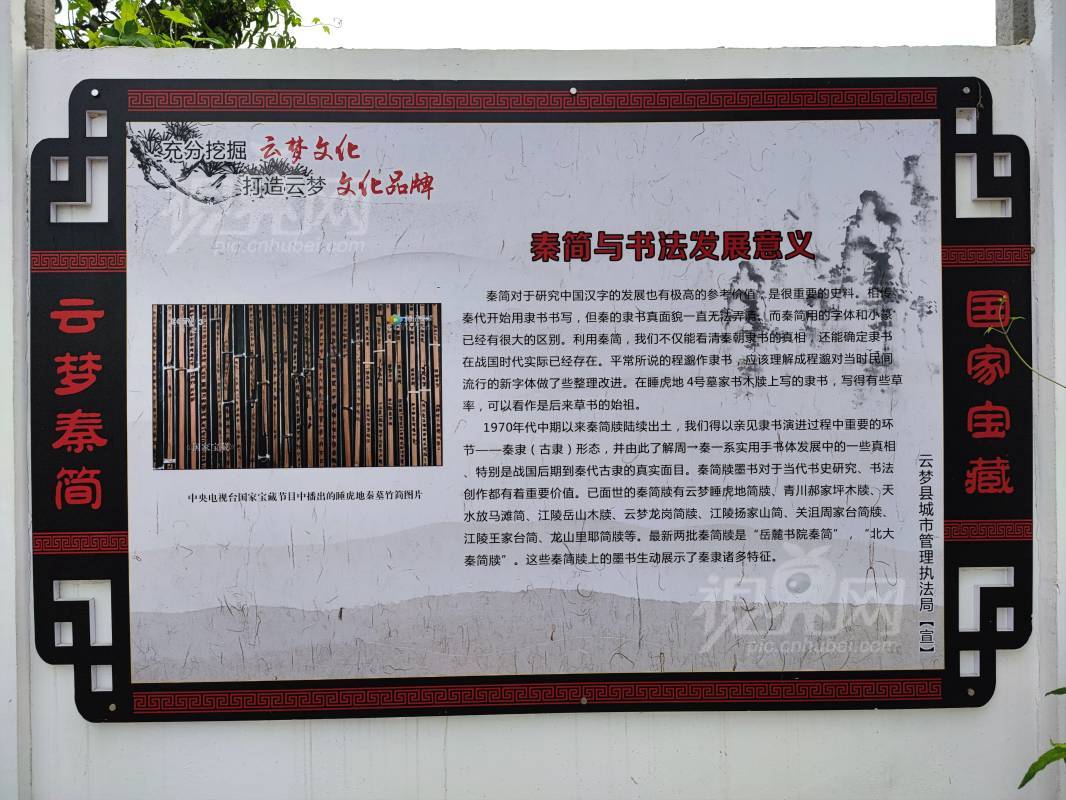 充分挖掘 云梦文化
打造云梦 文化品牌
云梦秦简
国家宝藏
秦简与书法发展意义
秦简对于研究中国汉字的发展也有极高的参考价值，是很重要的史料。相传
秦代开始用隶书书写，但秦的隶书真面貌一直无法弄清。而秦简用的字体和小篆
已经有很大的区别。利用秦简，我们不仅能看清秦朝隶书的真相，还能确定隶书
在战国时代实际已经存在。平常所说的程邈作隶书，应该理解成程邈对当时民间
流行的新字体做了些整理改进。在睡虎地4号墓家书木牍上写的隶书，写得有些草
率，可以看作是后来草书的始祖。
1970年代中期以来秦简牍陆续出土，我们得以亲见隶书演进过程中重要的环
节——秦隶（古隶）形态，并由此了解周→秦一系实用手书体发展中的一些真相
、特别是战国后期到秦代古隶的真实面目。秦简牍墨书对于当代书史研究、书法
创作都有着重要价值。已面世的秦简牍有云梦睡虎地简牍、青川郝家坪木牍、天
水放马滩简、江陵岳山木牍、云梦龙岗简牍、江陵扬家山简、关沮周家台简牍、
江陵王家台简、龙山里耶简牍等。最新两批秦简牍是“岳麓书院秦简”，“北大
秦简牍”。这些秦简牍上的墨书生动展示了秦隶诸多特征。
国家宝藏
中央电视台国家宝藏节目中播出的睡虎地秦墓竹简图片
云梦县城市管理执法局【宣】
视界网
pic.cnhubei.com
视界网
pic.cnhubei.com